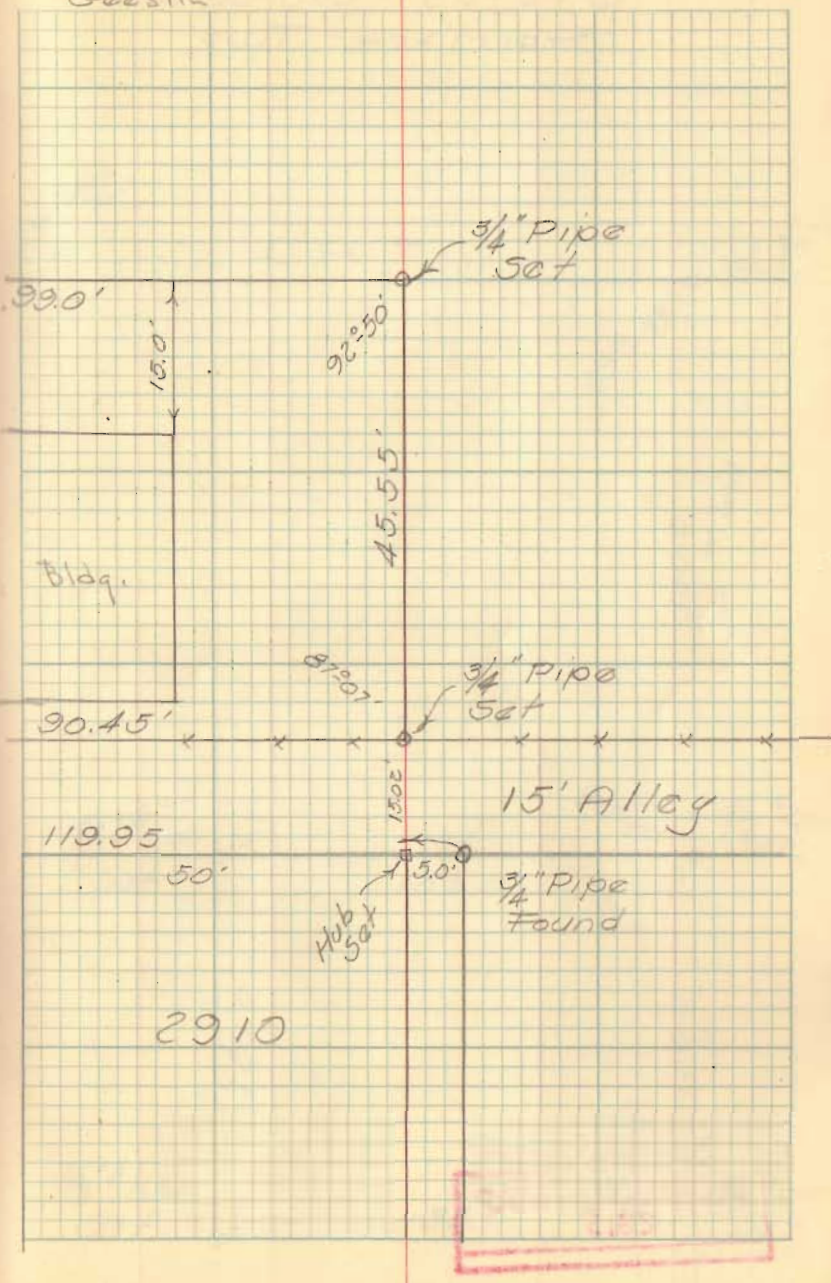 3/4" Pipe
Set
99.0'
15.0'
92°-50'
45.55'
Bldg.
87°-07'
3/4" Pipe
Set
90.45'
15.02'
15' Alley
119.95
50'
5.0'
3/4" Pipe
Found
Hub
Set
2910